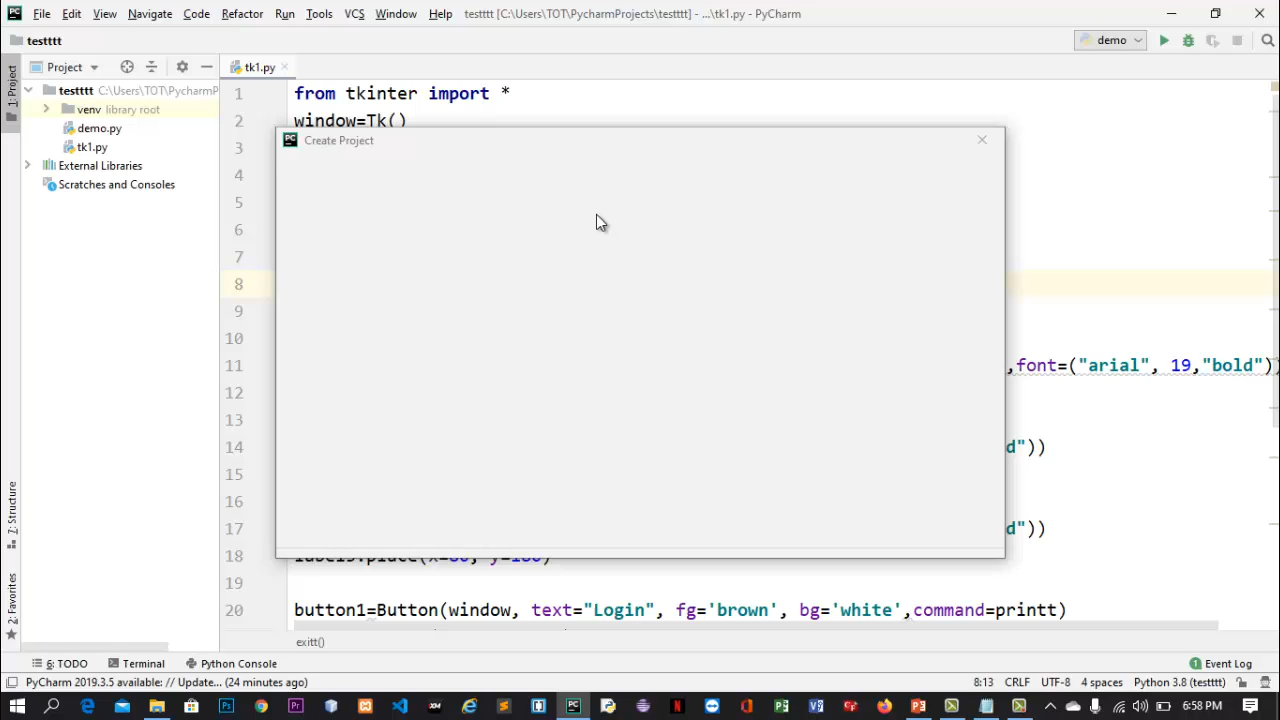 File Edit View Navigate Code Refactor Run Tools VCS Window Help testttt [C:\Users\TOT\PycharmProjects\testttt] - ...\tk1.py - PyCharm
testttt
demo
1: Project
Project
tk1.py
testttt C:\Users\TOT\PycharmP
venv library root
demo.py
tk1.py
External Libraries
Scratches and Consoles
1 from tkinter import *
2 window=Tk()
Create Project
3
4
5
6
7
8
9
10
11 ,font=("arial", 19,"bold"))
12
13
14 d"))
15
16
17 d"))
18
19
20 button1=Button(window, text="Login", fg='brown', bg='white',command=printt)
exitt()
7: Structure
2: Favorites
6: TODO Terminal Python Console 1 Event Log
PyCharm 2019.3.5 available: // Update... (24 minutes ago) 8:13 CRLF UTF-8 4 spaces Python 3.8 (testttt)
6:58 PM